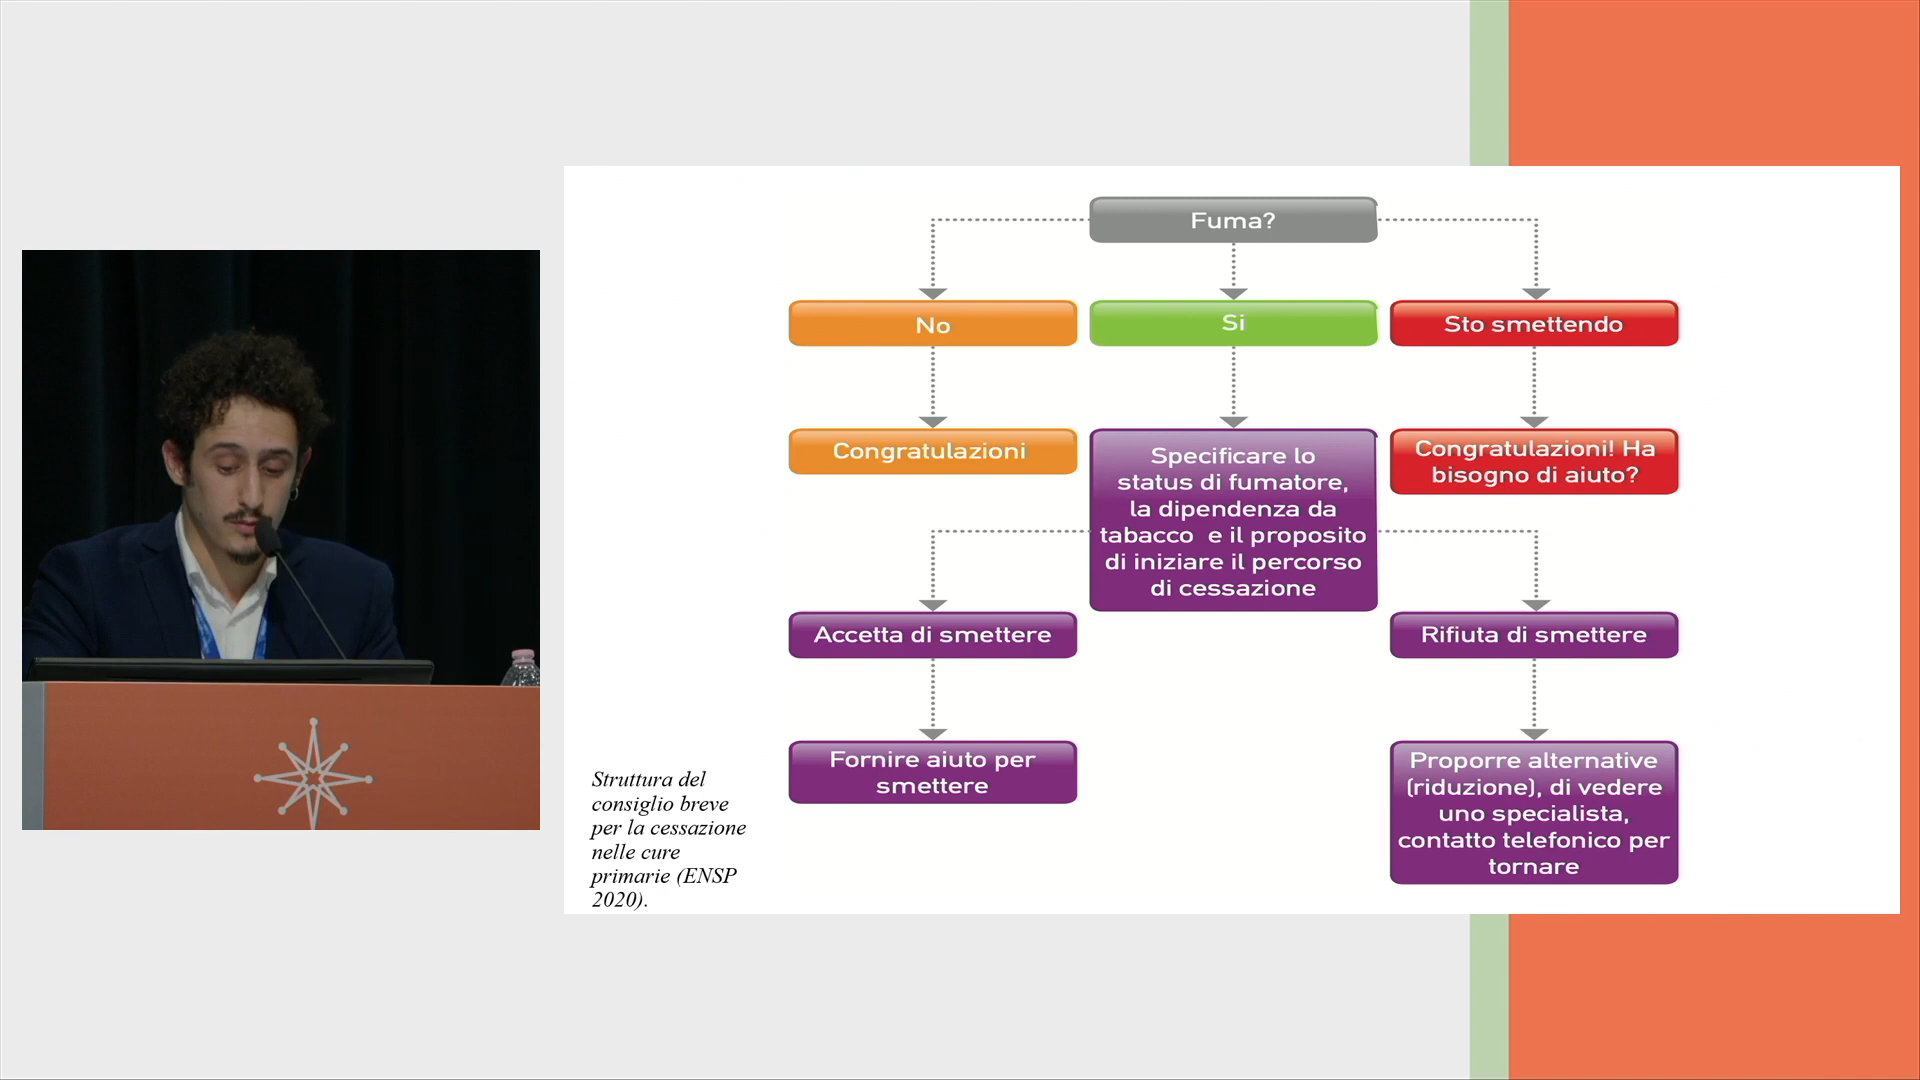 Fuma?
No
Si
Sto smettendo
Congratulazioni
Specificare lo
status di fumatore,
la dipendenza da
tabacco e il proposito
di iniziare il percorso
di cessazione
Congratulazioni! Ha
bisogno di aiuto?
Accetta di smettere
Rifiuta di smettere
Fornire aiuto per
smettere
Proporre alternative
(riduzione), di vedere
uno specialista,
contatto telefonico per
tornare
Struttura del
consiglio breve
per la cessazione
nelle cure
primarie (ENSP
2020).